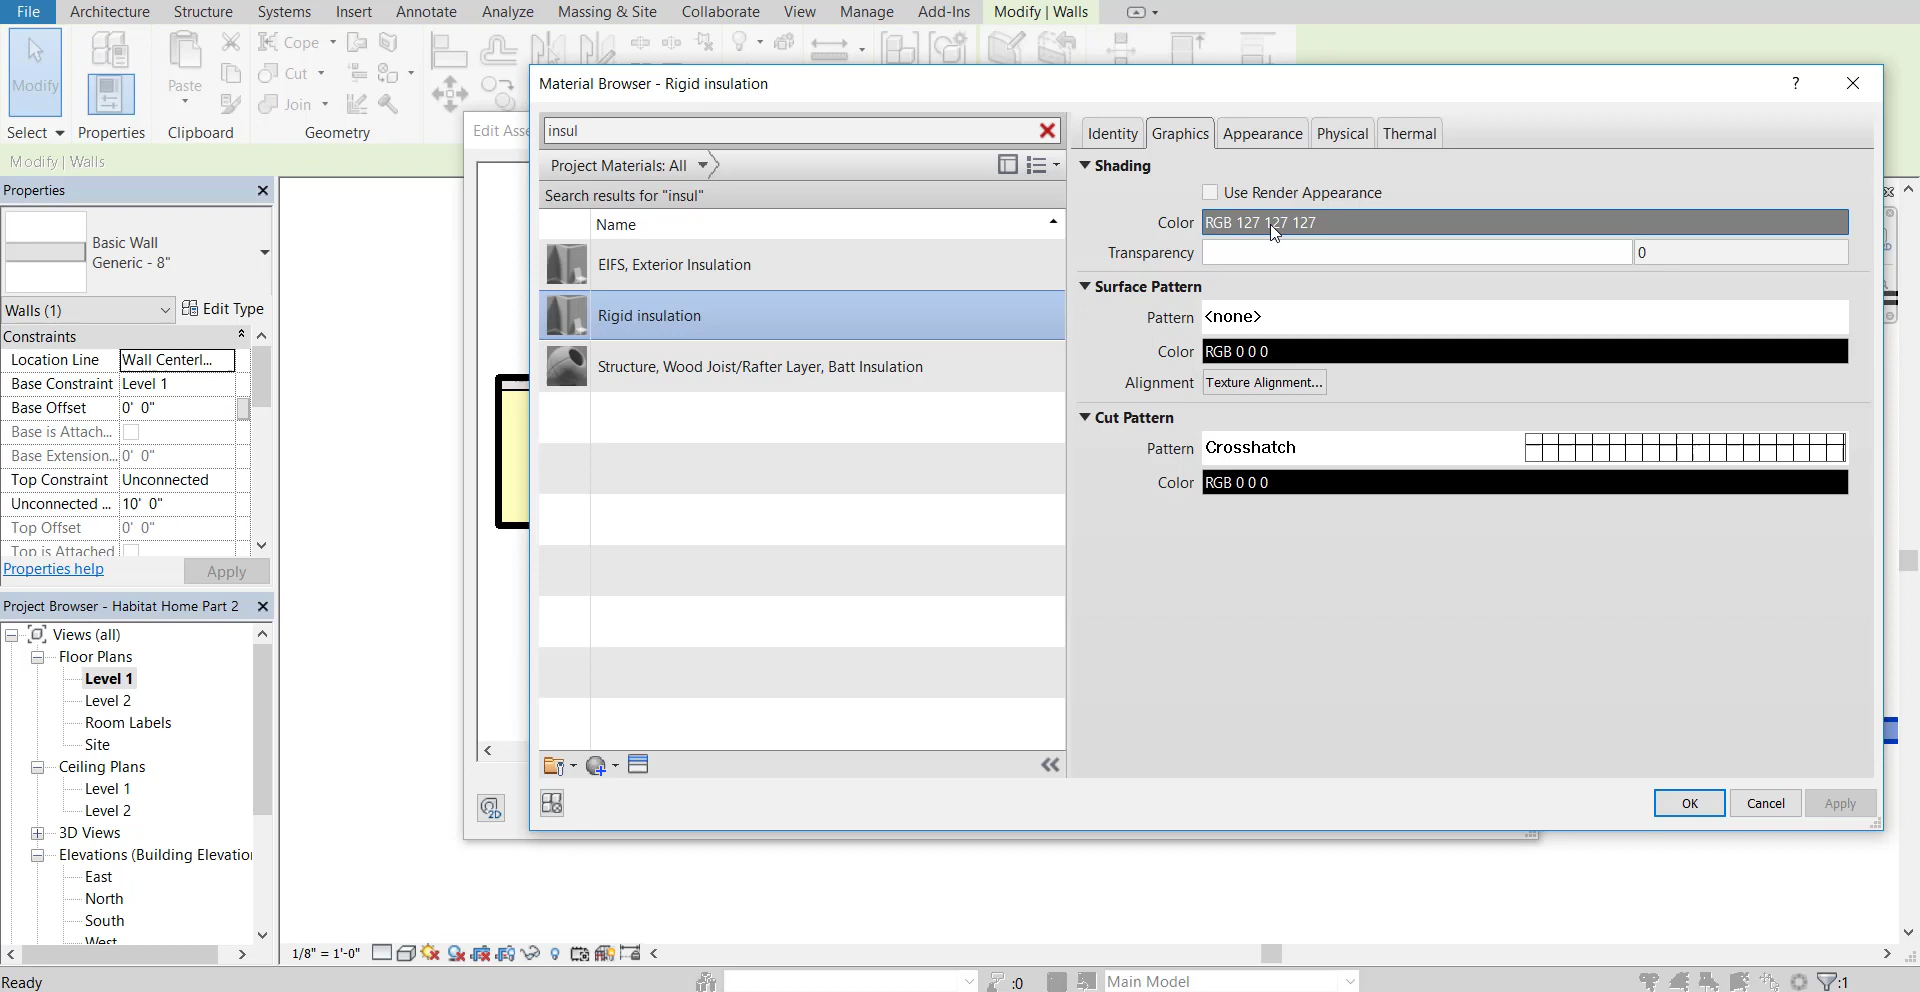 File Architecture Structure Systems Insert Annotate Analyze Massing & Site Collaborate View Manage Add-Ins Modify | Walls
Modify
Paste
Cope
Cut
Join
Select Properties Clipboard Geometry
Modify | Walls
Properties
Basic Wall
Generic - 8"
Walls (1) Edit Type
Constraints
Location Line Wall Centerl...
Base Constraint Level 1
Base Offset 0' 0"
Base is Attach...
Base Extension... 0' 0"
Top Constraint Unconnected
Unconnected ... 10' 0"
Top Offset 0' 0"
Top is Attached
Properties help Apply
Project Browser - Habitat Home Part 2
Views (all)
Floor Plans
Level 1
Level 2
Room Labels
Site
Ceiling Plans
Level 1
Level 2
3D Views
Elevations (Building Elevation
East
North
South
West
Edit Asse
Material Browser - Rigid insulation
?
insul
Project Materials: All
Search results for "insul"
Name
EIFS, Exterior Insulation
Rigid insulation
Structure, Wood Joist/Rafter Layer, Batt Insulation
Identity Graphics Appearance Physical Thermal
Shading
Use Render Appearance
Color RGB 127 127 127
Transparency 0
Surface Pattern
Pattern <none>
Color RGB 0 0 0
Alignment Texture Alignment...
Cut Pattern
Pattern Crosshatch
Color RGB 0 0 0
OK Cancel Apply
2D
1/8" = 1'-0"
Ready :0 Main Model :1